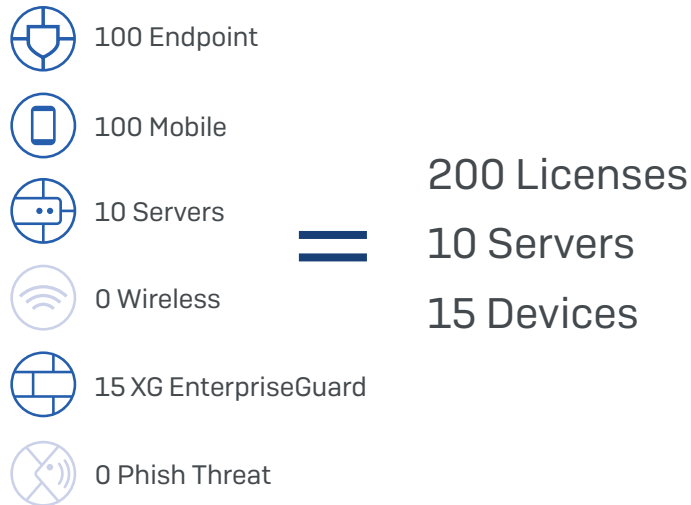 100 Endpoint
100 Mobile
10 Servers
0 Wireless
15 XG EnterpriseGuard
0 Phish Threat
=
200 Licenses
10 Servers
15 Devices